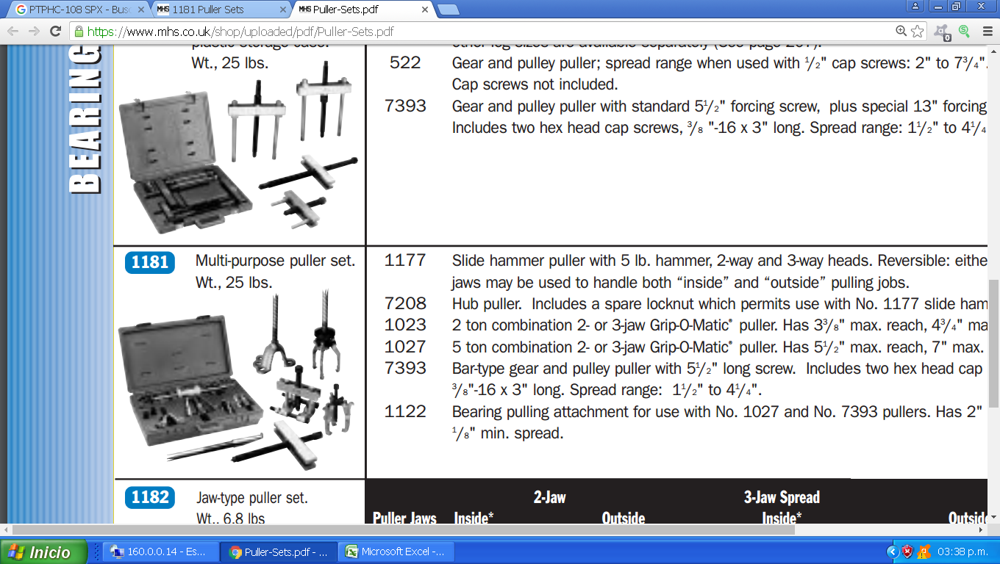 PTPHC-108 SPX - Busc
MHS 1181 Puller Sets
MHS Puller-Sets.pdf
https://www.mhs.co.uk/shop/uploaded/pdf/Puller-Sets.pdf
0
BEARING
plastic storage case.
Wt., 25 lbs.
other leg sizes are available separately (See page 207).
522 Gear and pulley puller; spread range when used with 1/2" cap screws: 2" to 73/4".
Cap screws not included.
7393 Gear and pulley puller with standard 51/2" forcing screw, plus special 13" forcing
Includes two hex head cap screws, 3/8 "-16 x 3" long. Spread range: 11/2" to 41/4
1181 Multi-purpose puller set.
Wt., 25 lbs.
1177 Slide hammer puller with 5 lb. hammer, 2-way and 3-way heads. Reversible: eithe
jaws may be used to handle both “inside” and “outside” pulling jobs.
7208 Hub puller. Includes a spare locknut which permits use with No. 1177 slide ham
1023 2 ton combination 2- or 3-jaw Grip-O-Matic® puller. Has 33/8" max. reach, 43/4" ma
1027 5 ton combination 2- or 3-jaw Grip-O-Matic® puller. Has 51/2" max. reach, 7" max.
7393 Bar-type gear and pulley puller with 51/2" long screw. Includes two hex head cap
3/8"-16 x 3" long. Spread range: 11/2" to 41/4".
1122 Bearing pulling attachment for use with No. 1027 and No. 7393 pullers. Has 2"
1/8" min. spread.
1182 Jaw-type puller set.
Wt., 6.8 lbs
2-Jaw 3-Jaw Spread
Puller Jaws Inside* Outside Inside* Outside
Inicio
160.0.0.14 - Es...
Puller-Sets.pdf - ...
Microsoft Excel -...
03:38 p.m.